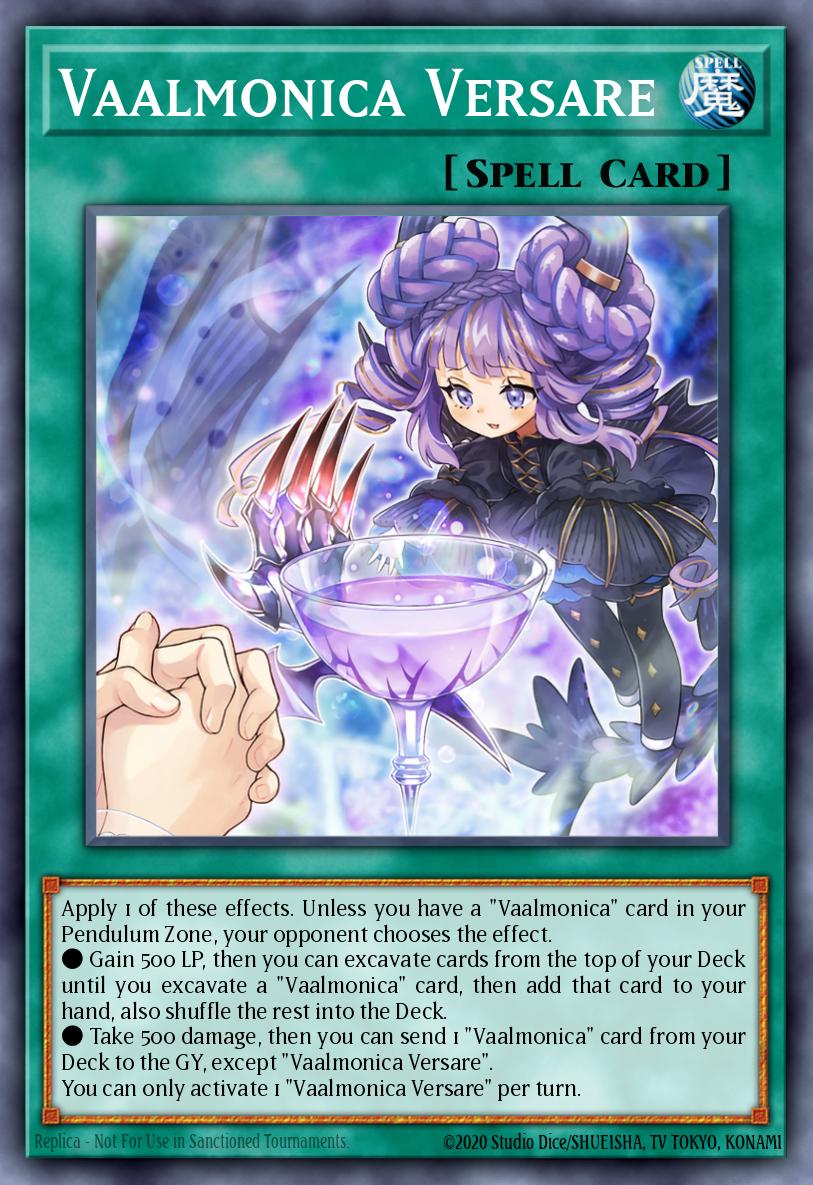 Vaalmonica Versare
SPELL
魔
[ Spell Card ]
Apply 1 of these effects. Unless you have a "Vaalmonica" card in your
Pendulum Zone, your opponent chooses the effect.
● Gain 500 LP, then you can excavate cards from the top of your Deck
until you excavate a "Vaalmonica" card, then add that card to your
hand, also shuffle the rest into the Deck.
● Take 500 damage, then you can send 1 "Vaalmonica" card from your
Deck to the GY, except "Vaalmonica Versare".
You can only activate 1 "Vaalmonica Versare" per turn.
Replica - Not For Use in Sanctioned Tournaments.
©2020 Studio Dice/SHUEISHA, TV TOKYO, KONAMI